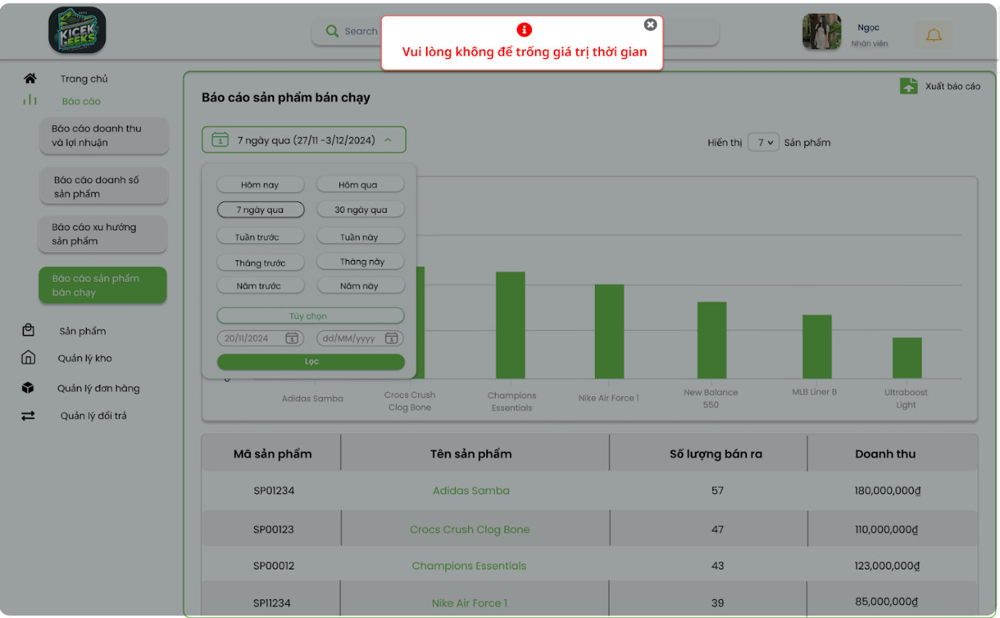 KICEK
GEEKS
Search
Vui lòng không để trống giá trị thời gian
Ngọc
Nhân viên
Trang chủ
Báo cáo
Báo cáo doanh thu
và lợi nhuận
Báo cáo doanh số
sản phẩm
Báo cáo xu hướng
sản phẩm
Báo cáo sản phẩm
bán chạy
Sản phẩm
Quản lý kho
Quản lý đơn hàng
Quản lý đổi trả
Xuất báo cáo
Báo cáo sản phẩm bán chạy
7 ngày qua (27/11 -3/12/2024)
Hiển thị 7 Sản phẩm
Hôm nay Hôm qua
7 ngày qua 30 ngày qua
Tuần trước Tuần này
Tháng trước Tháng này
Năm trước Năm này
Tùy chọn
20/11/2024 dd/MM/yyyy
Lọc
0
Adidas Samba
Crocs Crush
Clog Bone
Champions
Essentials
Nike Air Force 1
New Balance
550
MLB Liner B
Ultraboost
Light
Mã sản phẩm Tên sản phẩm Số lượng bán ra Doanh thu
SP01234 Adidas Samba 57 180,000,000₫
SP00123 Crocs Crush Clog Bone 47 110,000,000₫
SP00012 Champions Essentials 43 123,000,000₫
SP11234 Nike Air Force 1 39 85,000,000₫